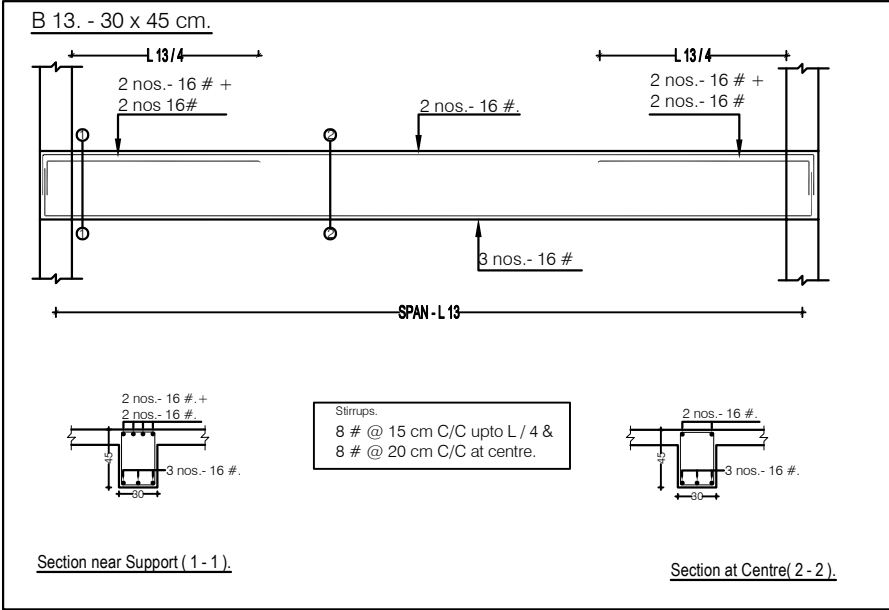 B 13. - 30 x 45 cm.
L 13 / 4
L 13 / 4
2 nos.- 16 # +
2 nos 16#
2 nos.- 16 #.
2 nos.- 16 # +
2 nos.- 16 #
1
2
1
2
3 nos.- 16 #
SPAN - L 13
2 nos.- 16 #.+
2 nos.- 16 #.
45
3 nos.- 16 #.
30
Stirrups.
8 # @ 15 cm C/C upto L / 4 &
8 # @ 20 cm C/C at centre.
2 nos.- 16 #.
45
3 nos.- 16 #.
30
Section near Support ( 1 - 1 ).
Section at Centre( 2 - 2 ).